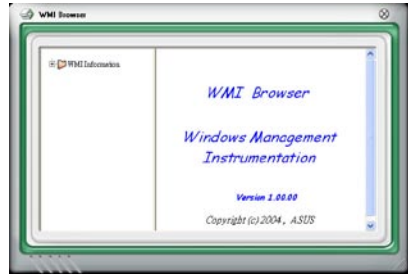 WMI Browser
WMI Information
WMI Browser
Windows Management
Instrumentation
Version 1.00.00
Copyright (c) 2004, ASUS